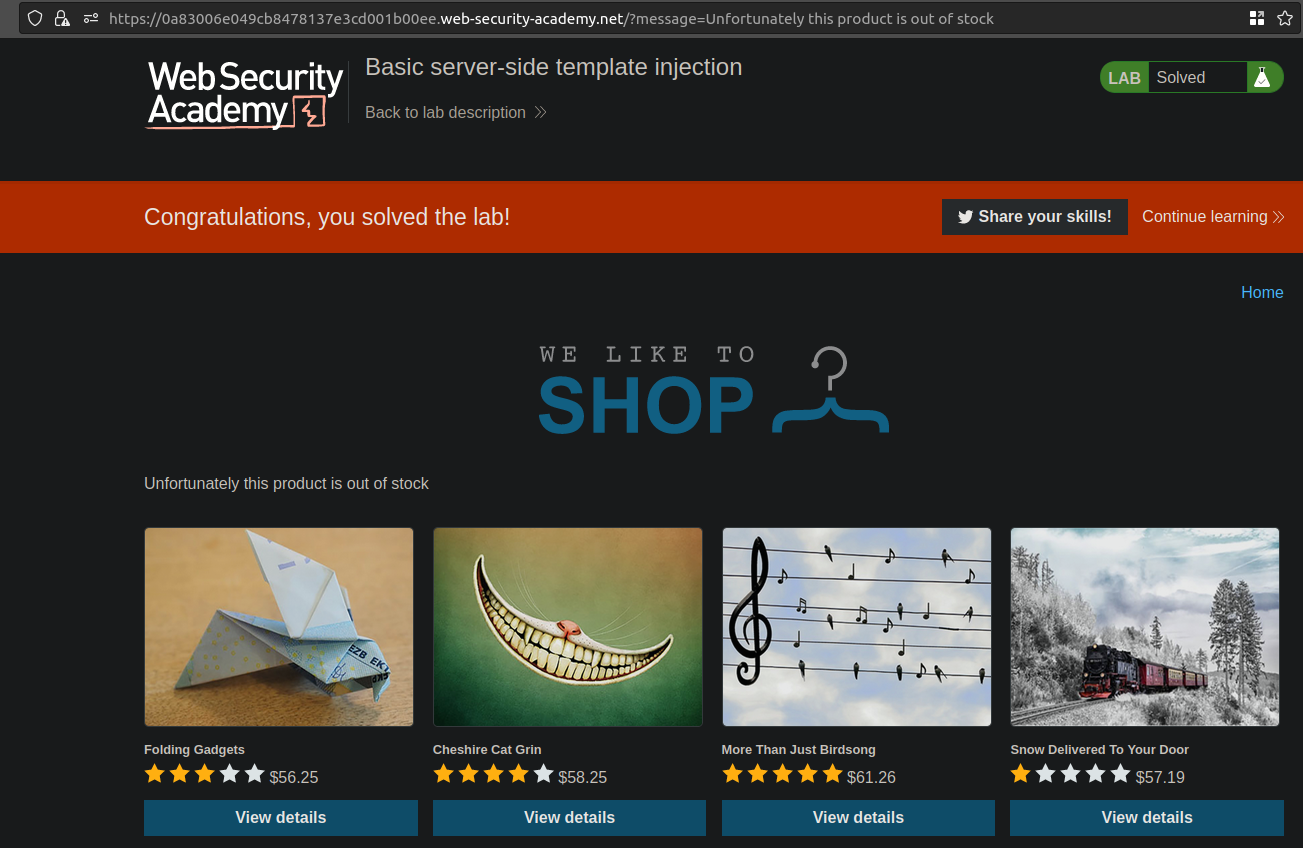 https://0a83006e049cb8478137e3cd001b00ee.web-security-academy.net/?message=Unfortunately this product is out of stock
Web Security
Academy
Basic server-side template injection
Back to lab description
LAB Solved
Congratulations, you solved the lab!
Share your skills!
Continue learning
Home
WE LIKE TO
SHOP
Unfortunately this product is out of stock
EZB EK
Folding Gadgets
Cheshire Cat Grin
More Than Just Birdsong
Snow Delivered To Your Door
$56.25
$58.25
$61.26
$57.19
View details
View details
View details
View details